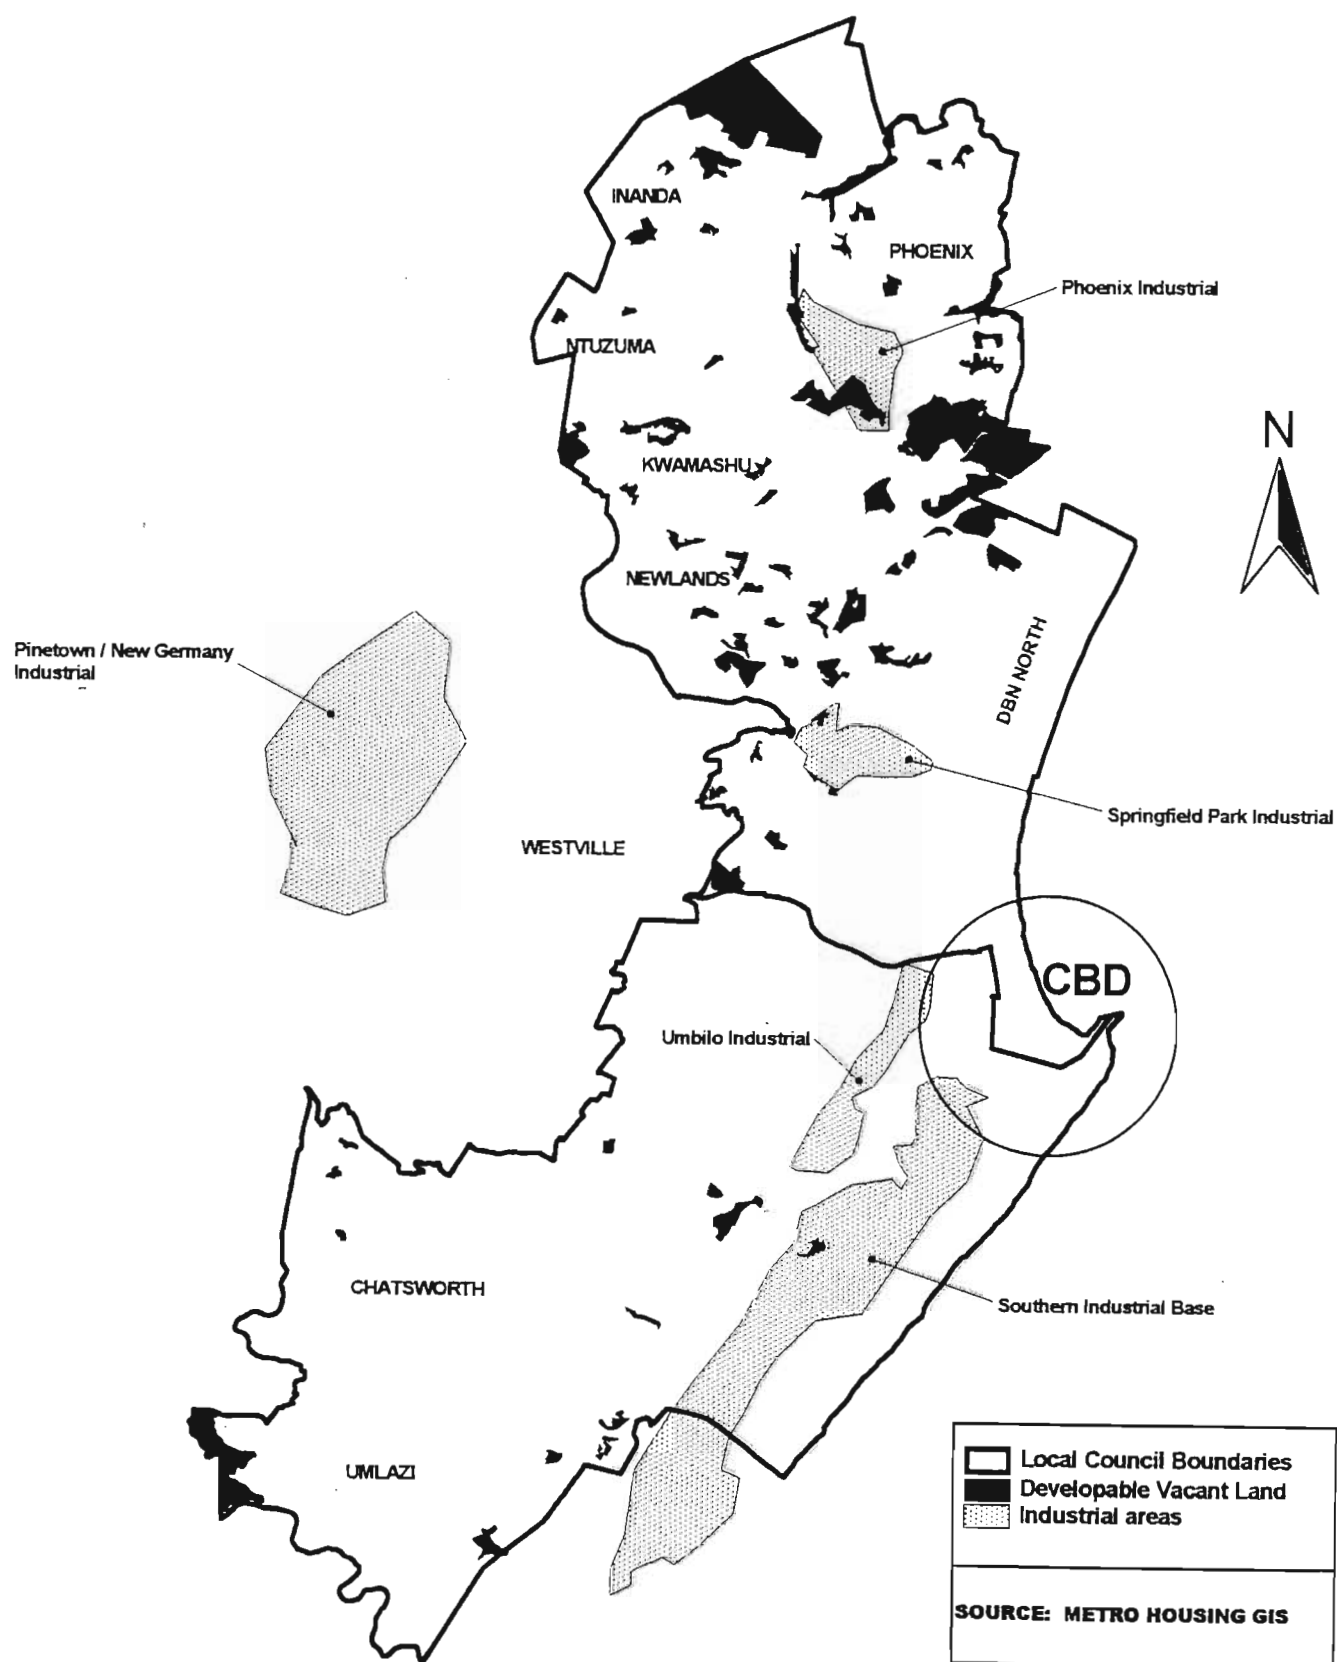 INANDA
PHOENIX
Phoenix Industrial
NTUZUMA
N
KWAMASHU
NEWLANDS
DBN NORTH
Pinetown / New Germany
Industrial
Springfield Park Industrial
WESTVILLE
CBD
Umbilo Industrial
CHATSWORTH
Southern Industrial Base
UMLAZI
Local Council Boundaries
Developable Vacant Land
Industrial areas
SOURCE: METRO HOUSING GIS